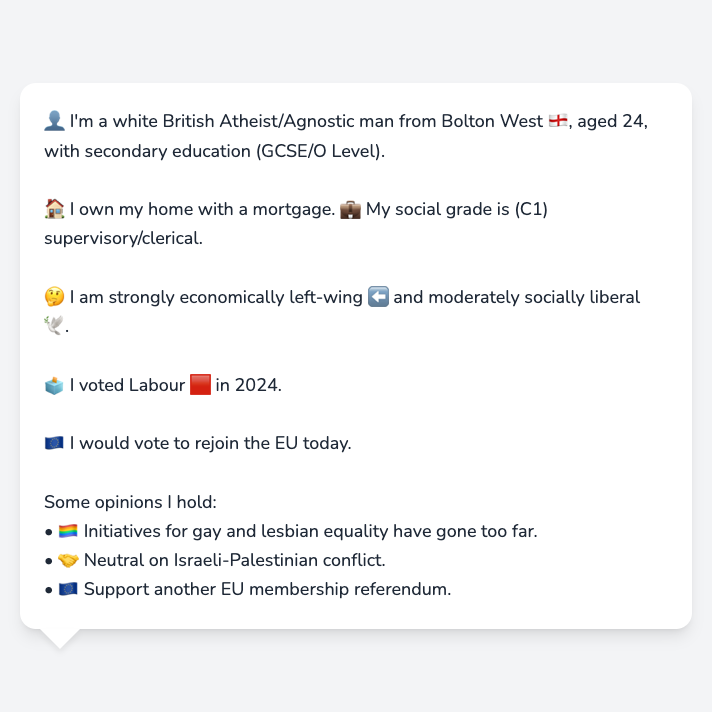 👤 I'm a white British Atheist/Agnostic man from Bolton West 🏴󠁧󠁢󠁥󠁮󠁧󠁿, aged 24,
with secondary education (GCSE/O Level).
🏠 I own my home with a mortgage. 💼 My social grade is (C1)
supervisory/clerical.
🤔 I am strongly economically left-wing ⬅️ and moderately socially liberal
🕊️.
🗳️ I voted Labour 🟥 in 2024.
🇪🇺 I would vote to rejoin the EU today.
Some opinions I hold:
• 🏳️‍🌈 Initiatives for gay and lesbian equality have gone too far.
• 🤝 Neutral on Israeli-Palestinian conflict.
• 🇪🇺 Support another EU membership referendum.